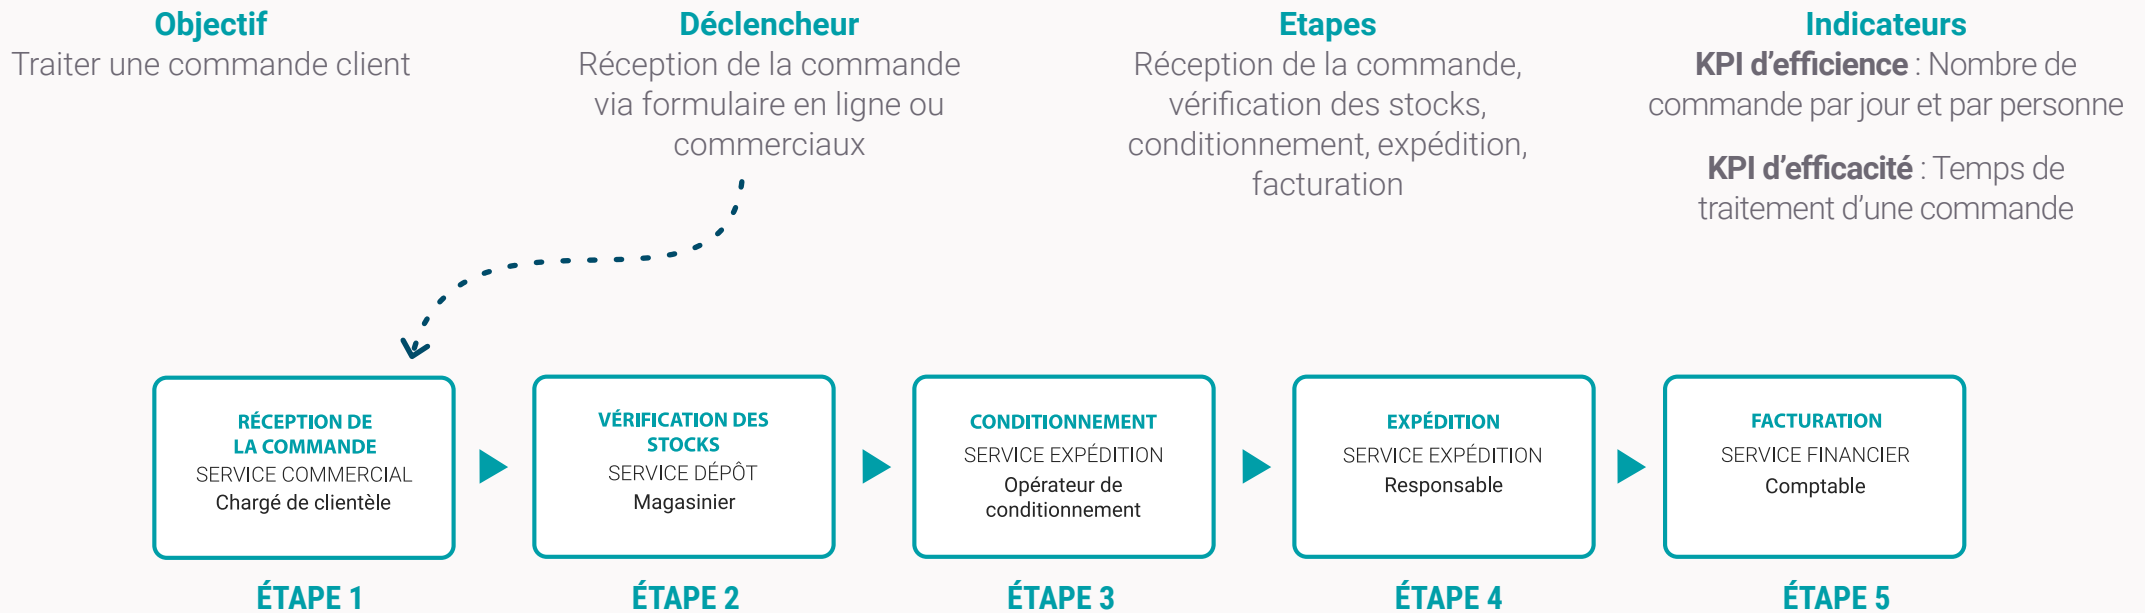 Objectif
Traiter une commande client
Déclencheur
Réception de la commande
via formulaire en ligne ou
commerciaux
Etapes
Réception de la commande,
vérification des stocks,
conditionnement, expédition,
facturation
Indicateurs
KPI d’efficience : Nombre de
commande par jour et par personne
KPI d’efficacité : Temps de
traitement d’une commande
RÉCEPTION DE
LA COMMANDE
SERVICE COMMERCIAL
Chargé de clientèle
ÉTAPE 1
VÉRIFICATION DES
STOCKS
SERVICE DÉPÔT
Magasinier
ÉTAPE 2
CONDITIONNEMENT
SERVICE EXPÉDITION
Opérateur de
conditionnement
ÉTAPE 3
EXPÉDITION
SERVICE EXPÉDITION
Responsable
ÉTAPE 4
FACTURATION
SERVICE FINANCIER
Comptable
ÉTAPE 5